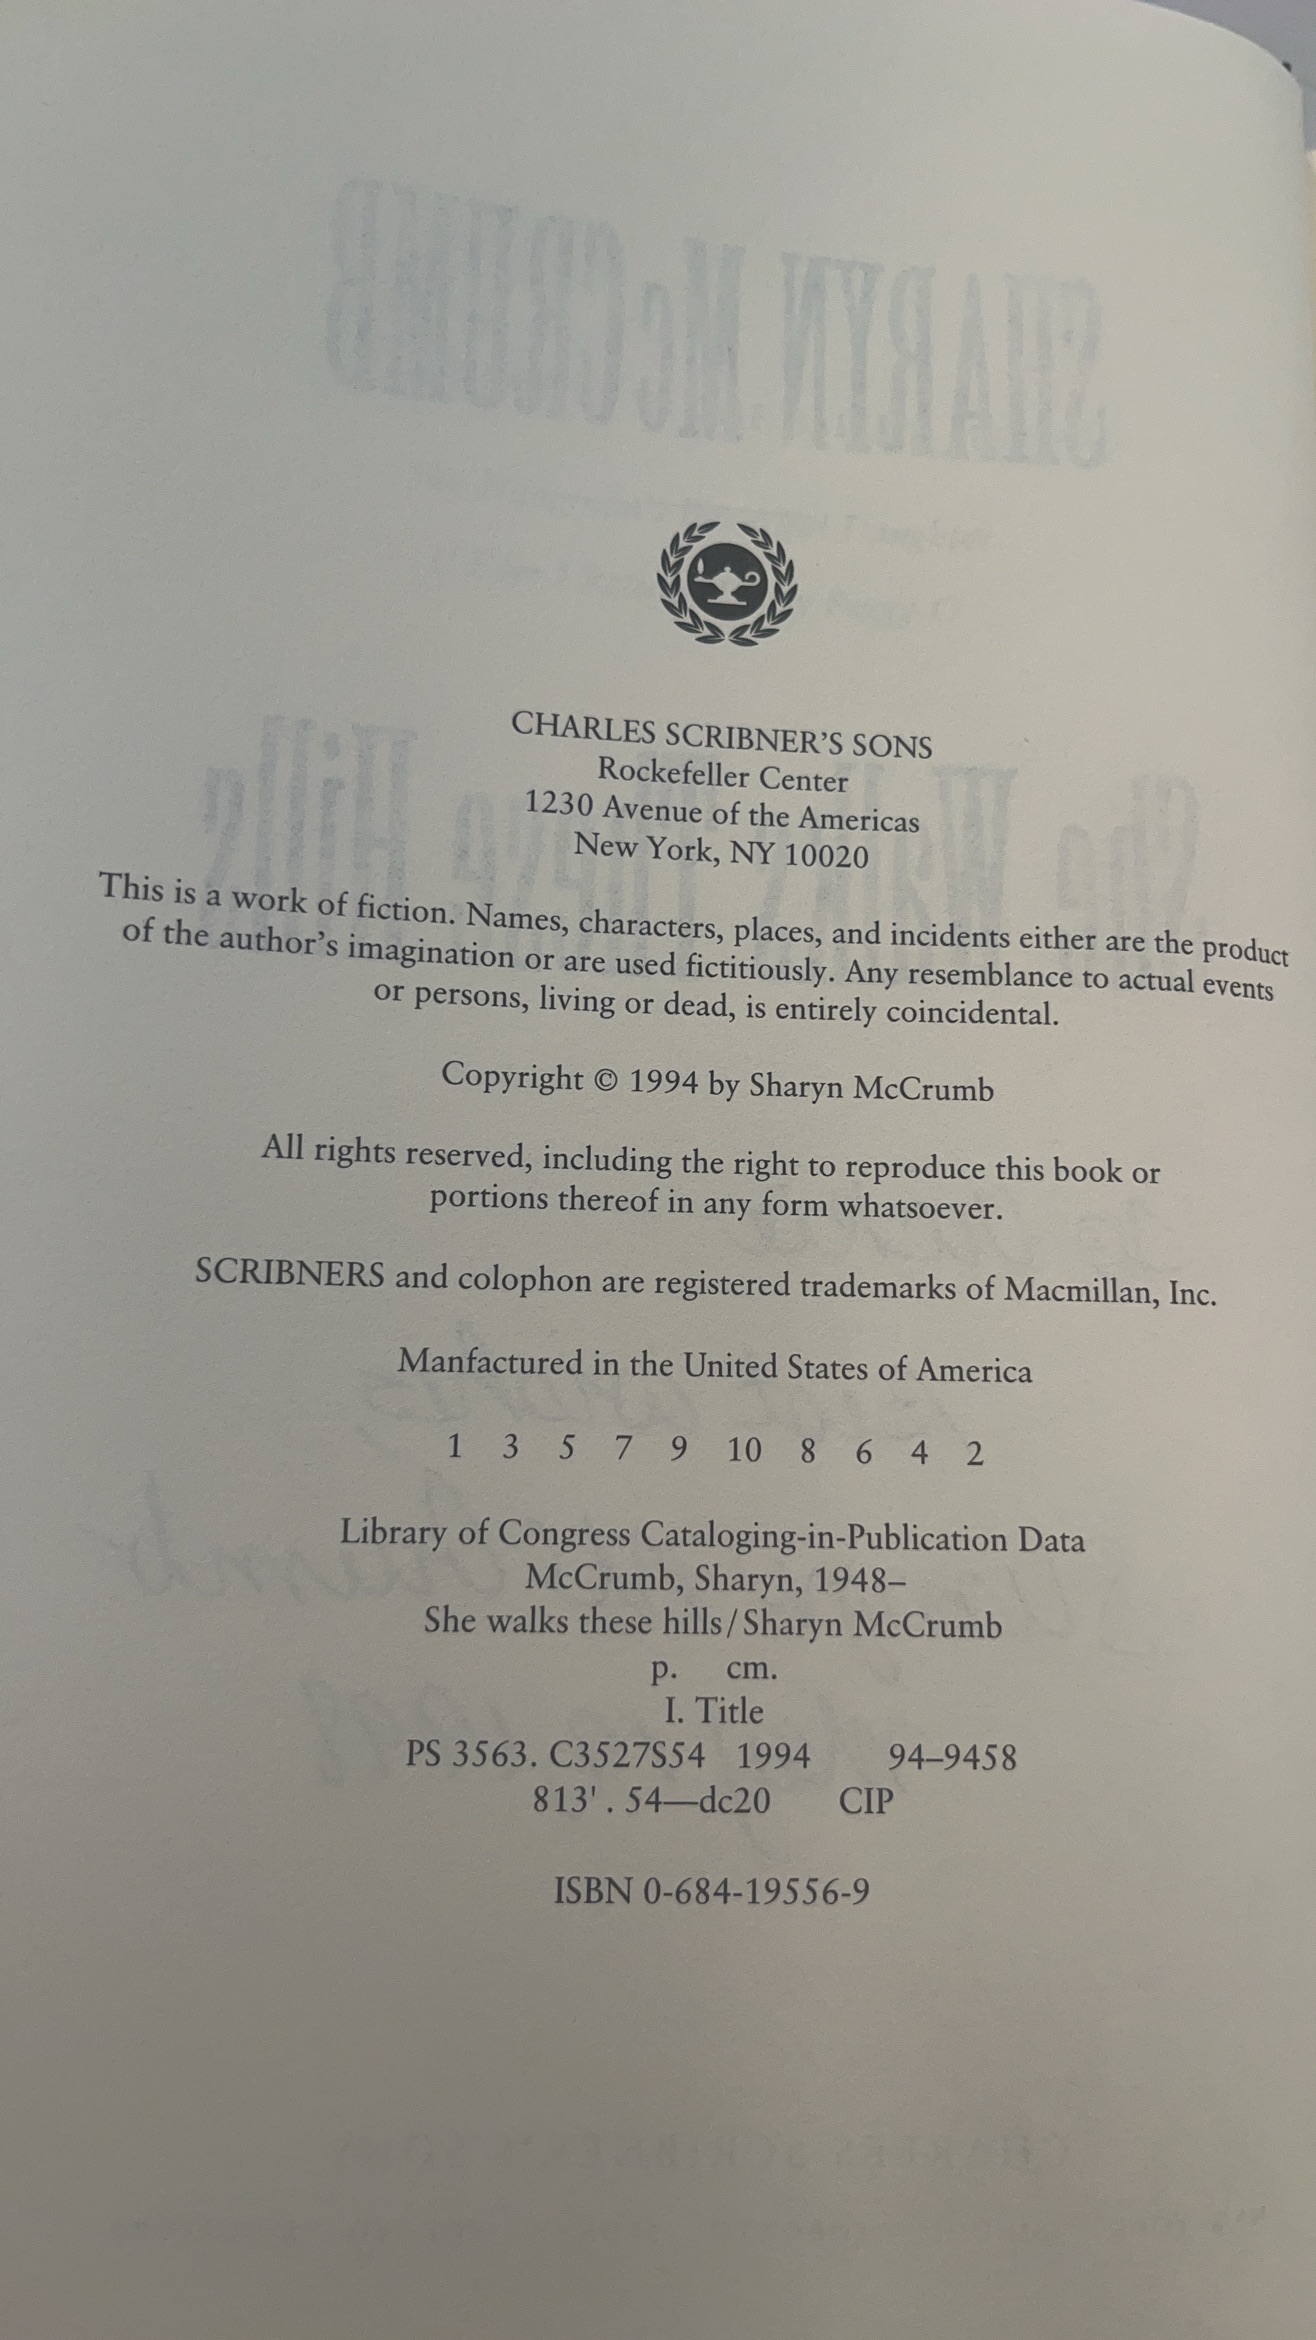 SHARYN McCRUMB
CHARLES SCRIBNER'S SONS
Rockefeller Center
1230 Avenue of the Americas
New York, NY 10020
This is a work of fiction. Names, characters, places, and incidents either are the product
of the author's imagination or are used fictitiously. Any resemblance to actual events
or persons, living or dead, is entirely coincidental.
Copyright © 1994 by Sharyn McCrumb
All rights reserved, including the right to reproduce this book or
portions thereof in any form whatsoever.
SCRIBNERS and colophon are registered trademarks of Macmillan, Inc.
Manfactured in the United States of America
1 3 5 7 9 10 8 6 4 2
Library of Congress Cataloging-in-Publication Data
McCrumb, Sharyn, 1948–
She walks these hills/Sharyn McCrumb
p. cm.
I. Title
PS 3563. C3527S54 1994 94–9458
813' . 54—dc20 CIP
ISBN 0-684-19556-9